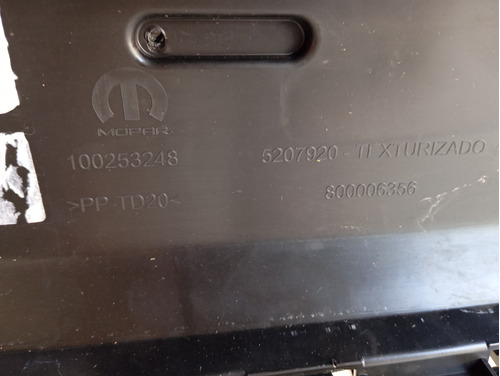 MOPAR
100253248
5207920 - TEXTURIZADO
>PP-TD20<
800006356